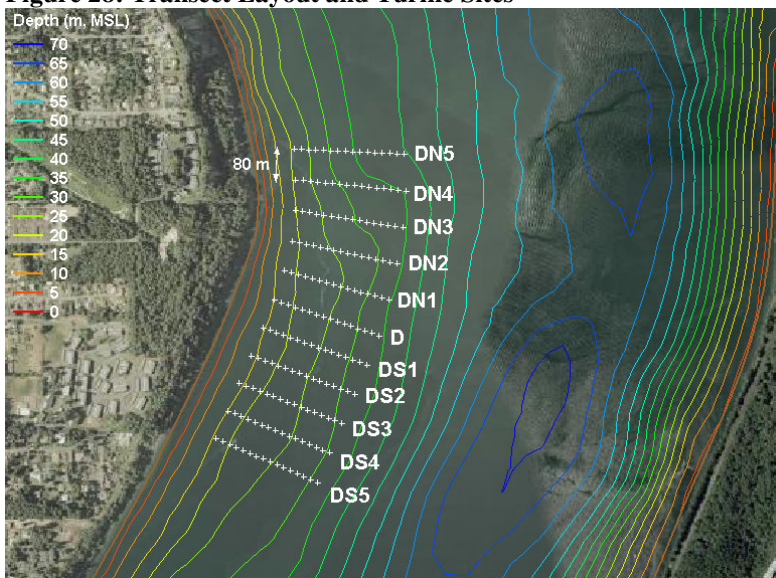 Figure 28: Transect Layout and Turbine Sites
Depth (m, MSL)
70
65
60
55
50
45
40
35
30
25
20
15
10
5
0
80 m
DN5
DN4
DN3
DN2
DN1
D
DS1
DS2
DS3
DS4
DS5